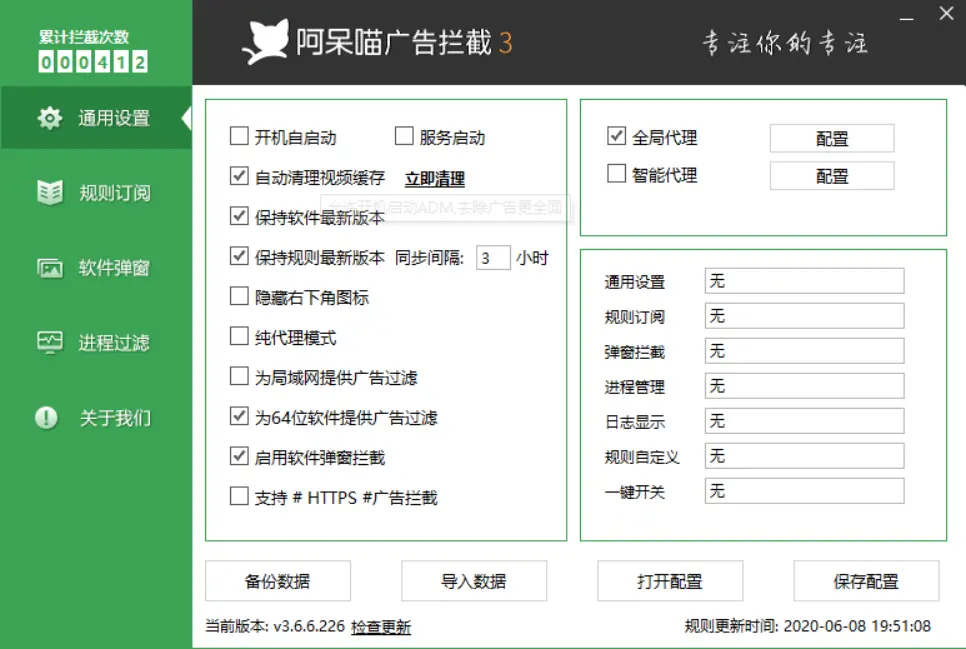 累计拦截次数
000412
阿呆喵广告拦截3
专注你的专注
通用设置
规则订阅
软件弹窗
进程过滤
关于我们
开机自启动 服务启动
自动清理视频缓存 立即清理
允许开机启动ADM,去除广告更全面
保持软件最新版本
保持规则最新版本 同步间隔: 3 小时
隐藏右下角图标
纯代理模式
为局域网提供广告过滤
为64位软件提供广告过滤
启用软件弹窗拦截
支持 # HTTPS #广告拦截
全局代理 配置
智能代理 配置
通用设置 无
规则订阅 无
弹窗拦截 无
进程管理 无
日志显示 无
规则自定义 无
一键开关 无
备份数据 导入数据 打开配置 保存配置
当前版本: v3.6.6.226 检查更新 规则更新时间: 2020-06-08 19:51:08